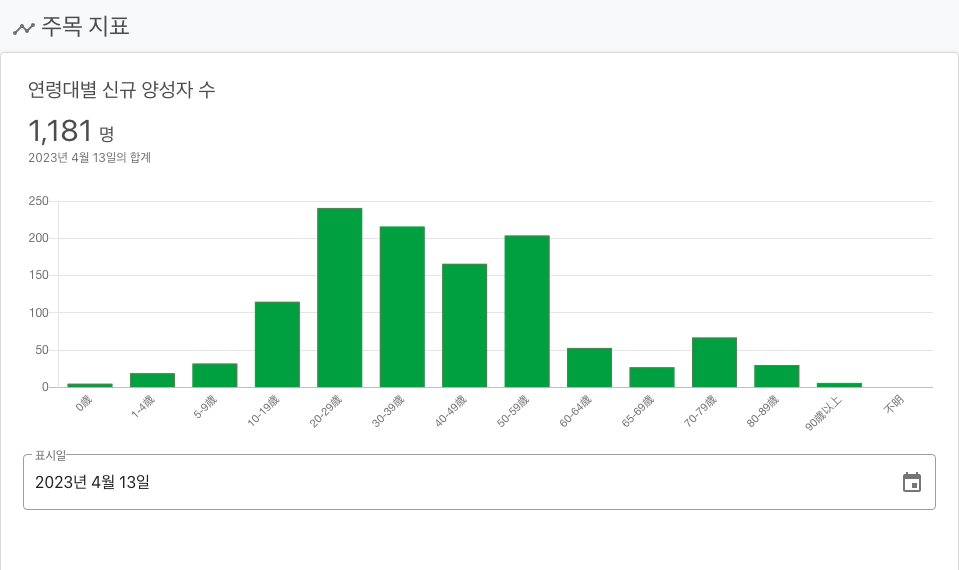 주목 지표
연령대별 신규 양성자 수
1,181 명
2023년 4월 13일의 합계
250
200
150
100
50
0
0歳
1-4歳
5-9歳
10-19歳
20-29歳
30-39歳
40-49歳
50-59歳
60-64歳
65-69歳
70-79歳
80-89歳
90歳以上
不明
표시일
2023년 4월 13일